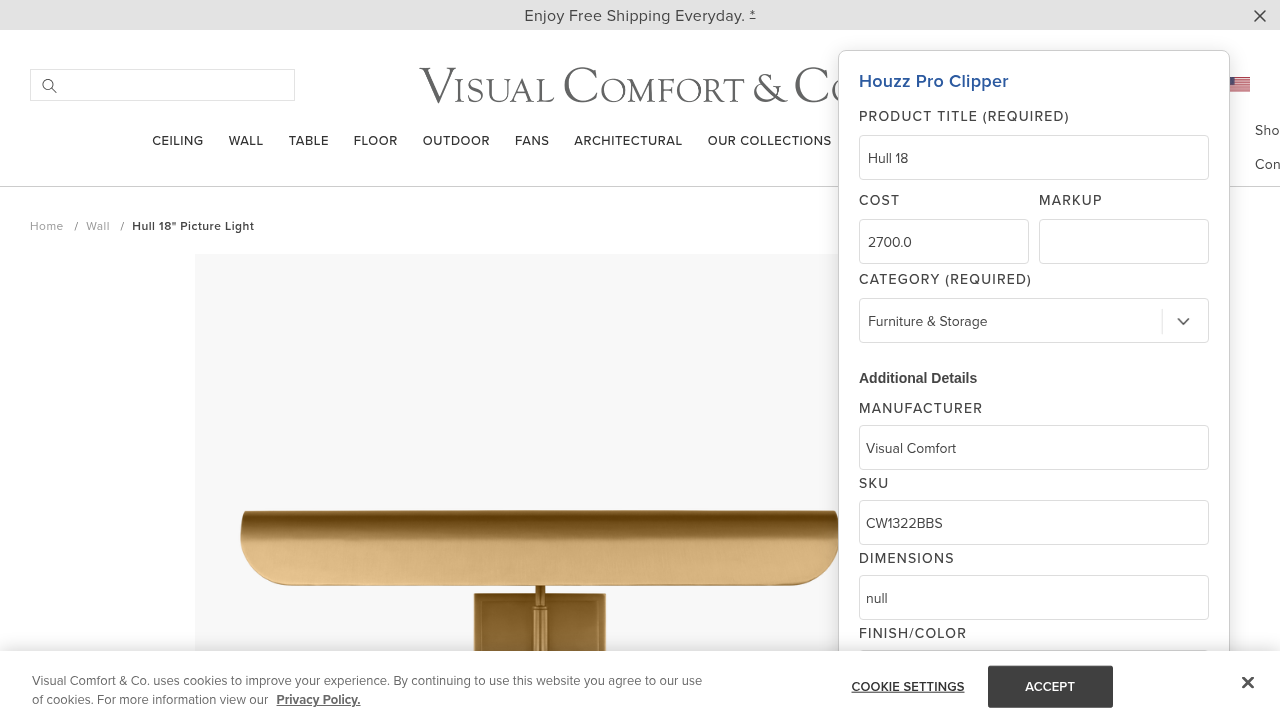 Enjoy Free Shipping Everyday. *
Visual Comfort & Co
CEILING WALL TABLE FLOOR OUTDOOR FANS ARCHITECTURAL OUR COLLECTIONS
Sho
Con
Home / Wall / Hull 18" Picture Light
Houzz Pro Clipper
PRODUCT TITLE (REQUIRED)
Hull 18
COST MARKUP
2700.0
CATEGORY (REQUIRED)
Furniture & Storage
Additional Details
MANUFACTURER
Visual Comfort
SKU
CW1322BBS
DIMENSIONS
null
FINISH/COLOR
Visual Comfort & Co. uses cookies to improve your experience. By continuing to use this website you agree to our use
of cookies. For more information view our Privacy Policy.
COOKIE SETTINGS ACCEPT